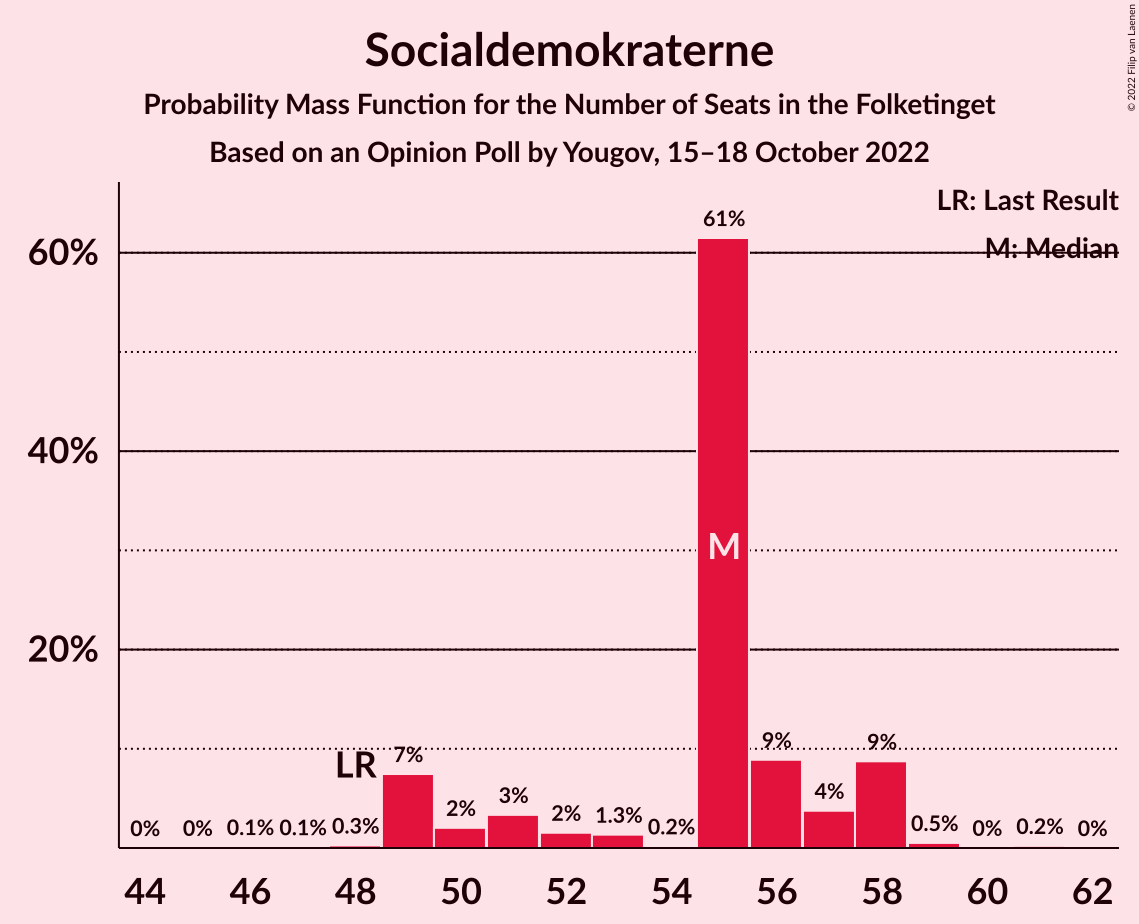 Socialdemokraterne
Probability Mass Function for the Number of Seats in the Folketinget
Based on an Opinion Poll by Yougov, 15–18 October 2022
© 2022 Filip van Laenen
LR: Last Result
M: Median
60%
40%
20%
0% 0% 0.1% 0.1% 0.3% 7% 2% 3% 2% 1.3% 0.2% 61% 9% 4% 9% 0.5% 0% 0.2% 0%
LR
M
44 46 48 50 52 54 56 58 60 62